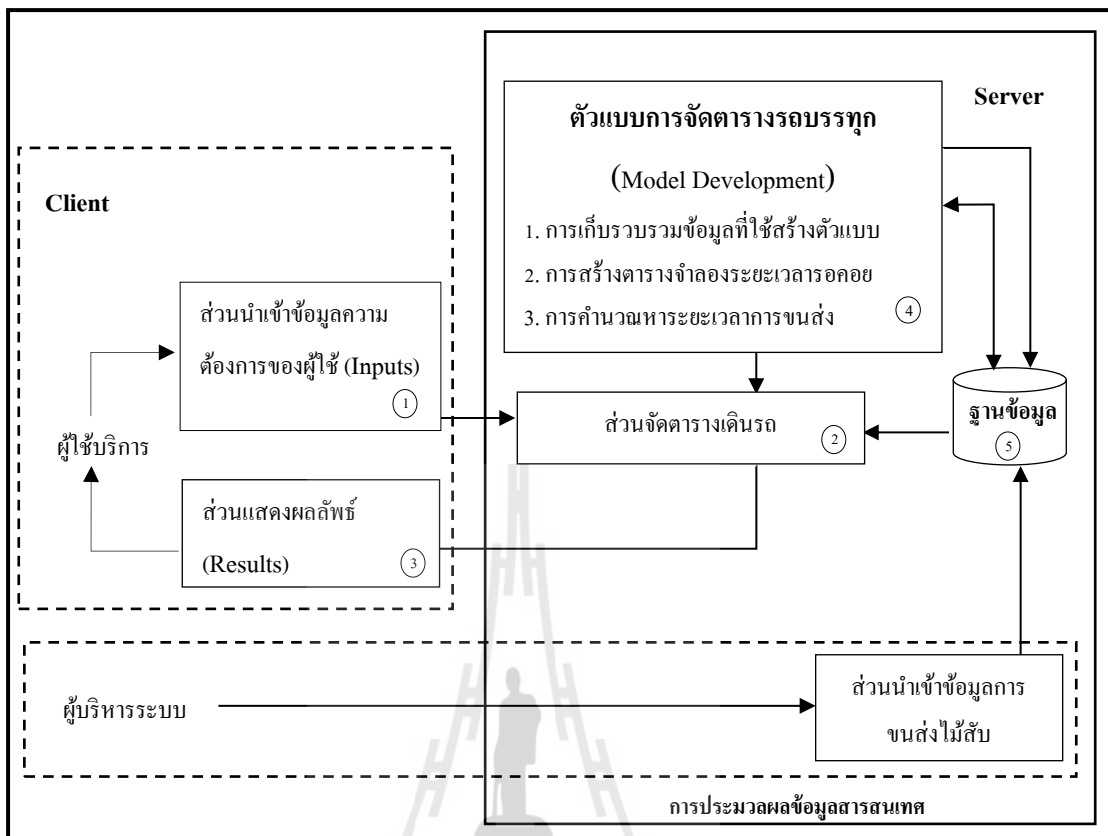 Server
ตัวแบบการจัดตารางรถบรรทุก
(Model Development)
1. การเก็บรวบรวมข้อมูลที่ใช้สร้างตัวแบบ
2. การสร้างตารางจำลองระยะเวลารอคอย
3. การคำนวณหาระยะเวลาการขนส่ง
4
Client
ส่วนนำเข้าข้อมูลความ
ต้องการของผู้ใช้ (Inputs)
1
ส่วนจัดตารางเดินรถ
2
ฐานข้อมูล
5
ผู้ใช้บริการ
ส่วนแสดงผลลัพธ์
(Results)
3
ผู้บริหารระบบ
ส่วนนำเข้าข้อมูลการ
ขนส่งไม้สับ
การประมวลผลข้อมูลสารสนเทศ